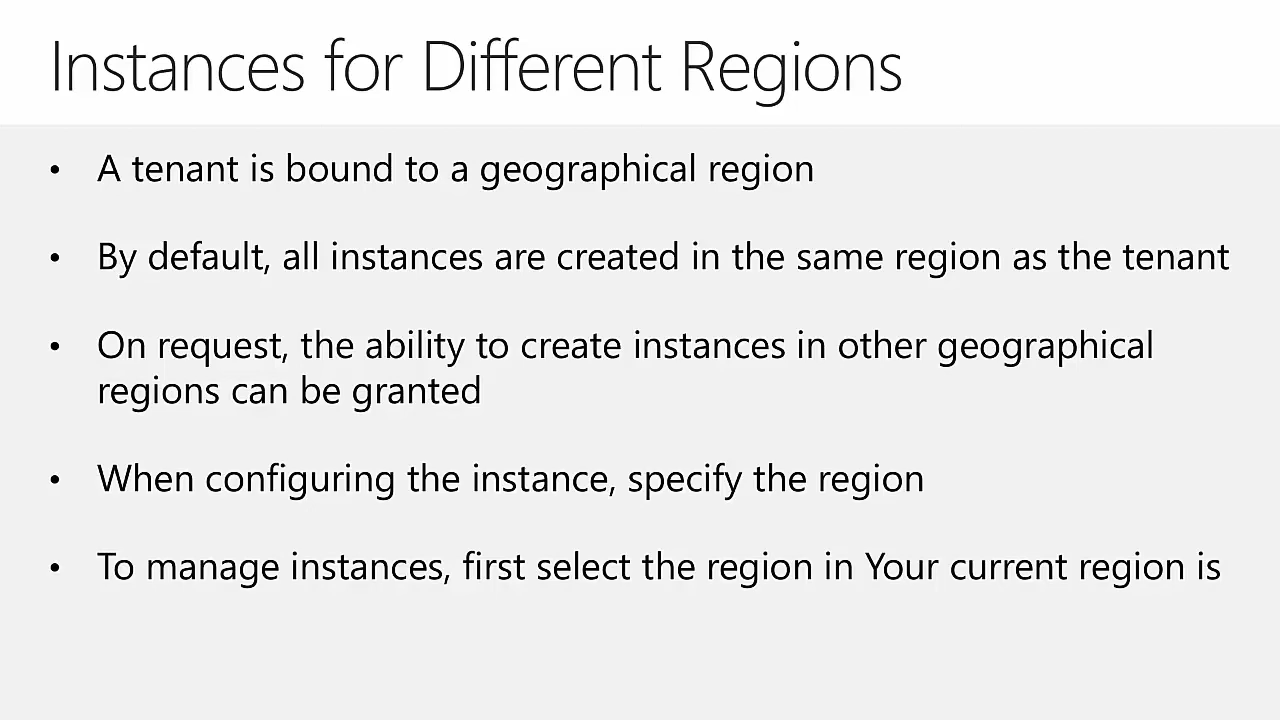 Instances for Different Regions
• A tenant is bound to a geographical region
• By default, all instances are created in the same region as the tenant
• On request, the ability to create instances in other geographical
regions can be granted
• When configuring the instance, specify the region
• To manage instances, first select the region in Your current region is